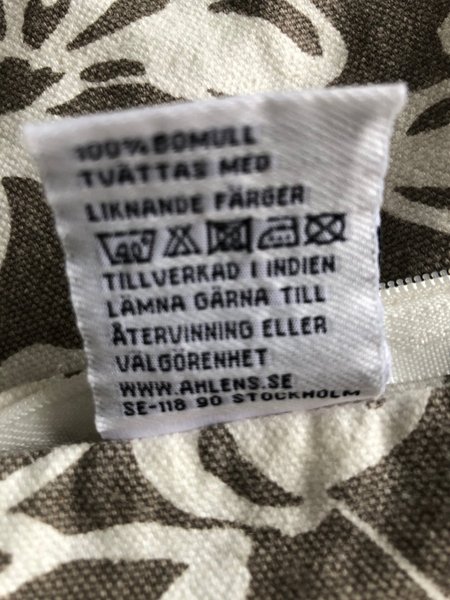 100% BOMULL
TVÄTTAS MED
LIKNANDE FÄRGER
40°
TILLVERKAD I INDIEN
LÄMNA GÄRNA TILL
ÅTERVINNING ELLER
VÄLGÖRENHET
WWW.AHLENS.SE
SE-118 90 STOCKHOLM